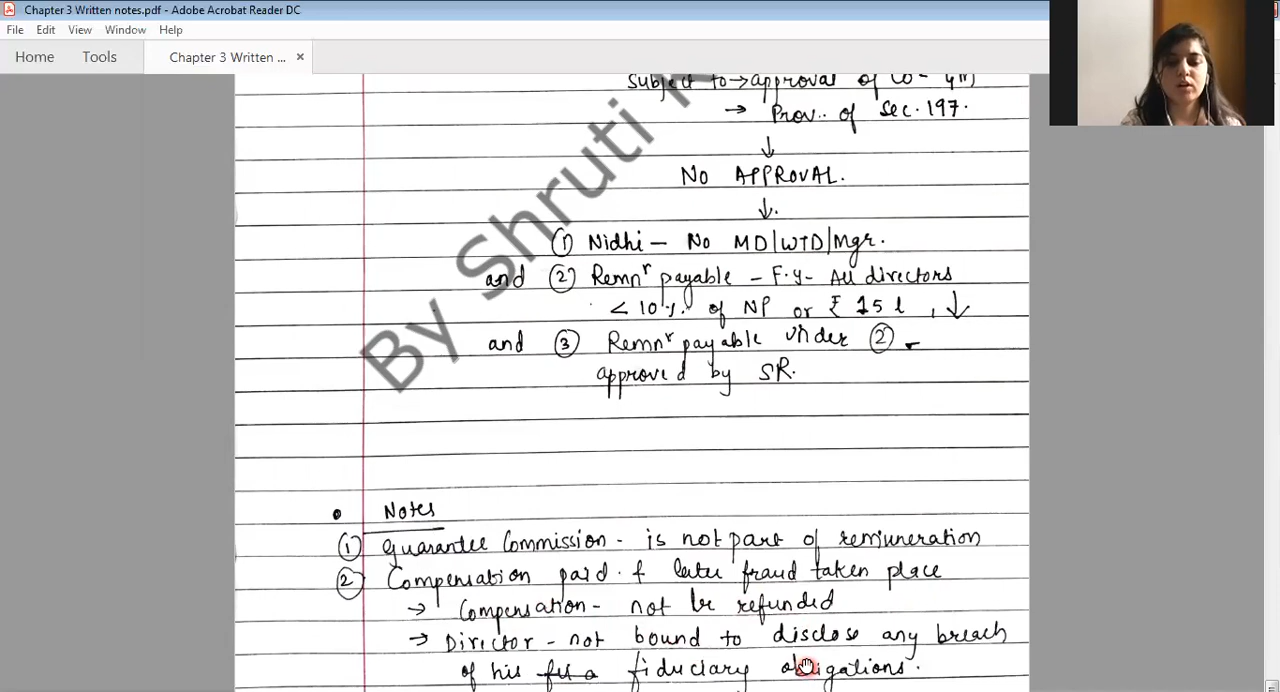 Chapter 3 Written notes.pdf - Adobe Acrobat Reader DC
File Edit View Window Help
Home Tools Chapter 3 Written ... ×
Subject to → approval of Co - GM
→ Prov.. of Sec. 197.
↓
No APPROVAL.
↓
① Nidhi - No MD/WTD/Mgr.
and ② Remnr payable - F.y - All directors
< 10% of NP or ₹ 15 l, ↓
and ③ Remnr payable under ② -
approved by SR.
By Shruti
• Notes
① Guarantee Commission - is not part of remuneration
② Compensation paid & later fraud taken place
→ Compensation - not be refunded
→ Director - not bound to disclose any breach
of his fiduciary obligations.